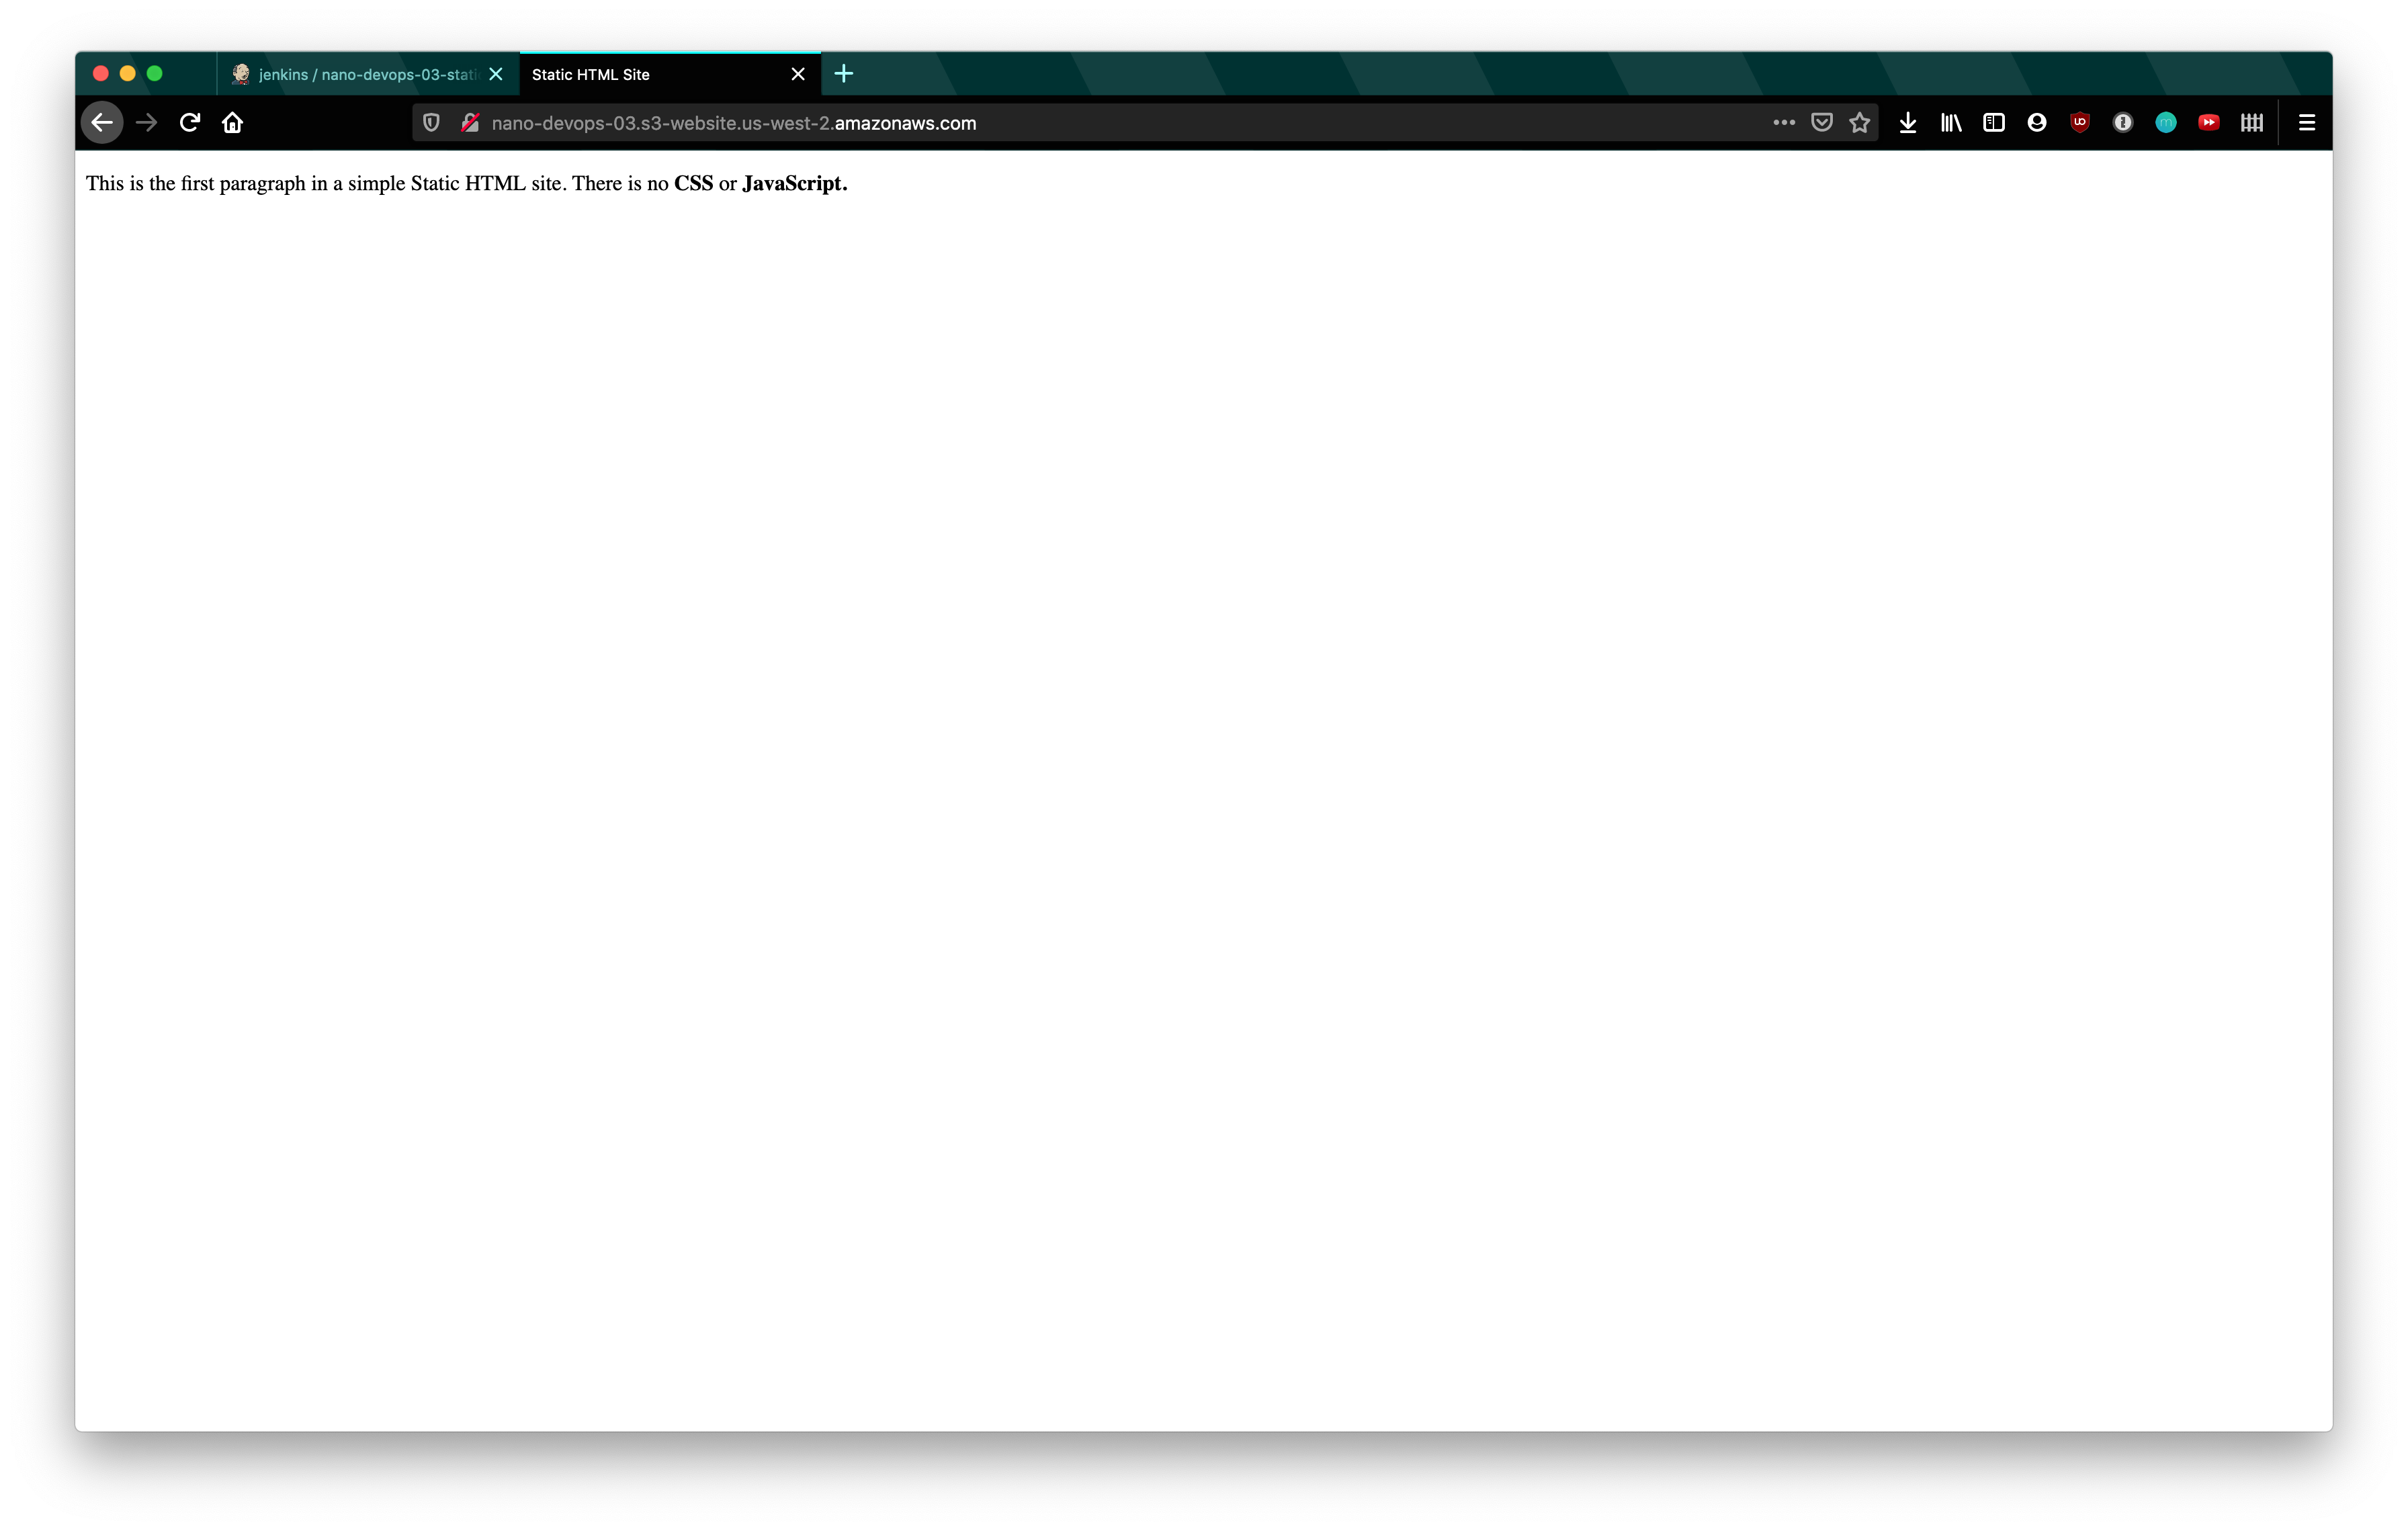 jenkins / nano-devops-03-stati
Static HTML Site
nano-devops-03.s3-website.us-west-2.amazonaws.com
This is the first paragraph in a simple Static HTML site. There is no CSS or JavaScript.